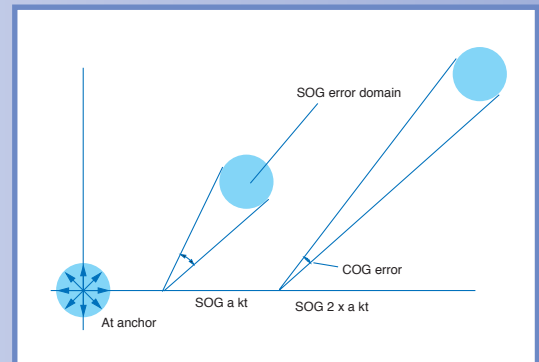 SOG error domain
COG error
SOG a kt
SOG 2 x a kt
At anchor